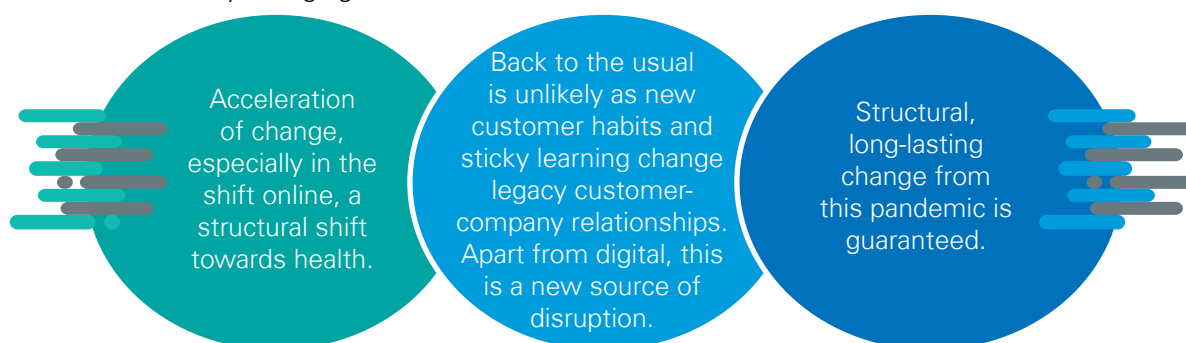 Acceleration
of change,
especially in the
shift online, a
structural shift
towards health.
Back to the usual
is unlikely as new
customer habits and
sticky learning change
legacy customer-
company relationships.
Apart from digital, this
is a new source of
disruption.
Structural,
long-lasting
change from
this pandemic is
guaranteed.